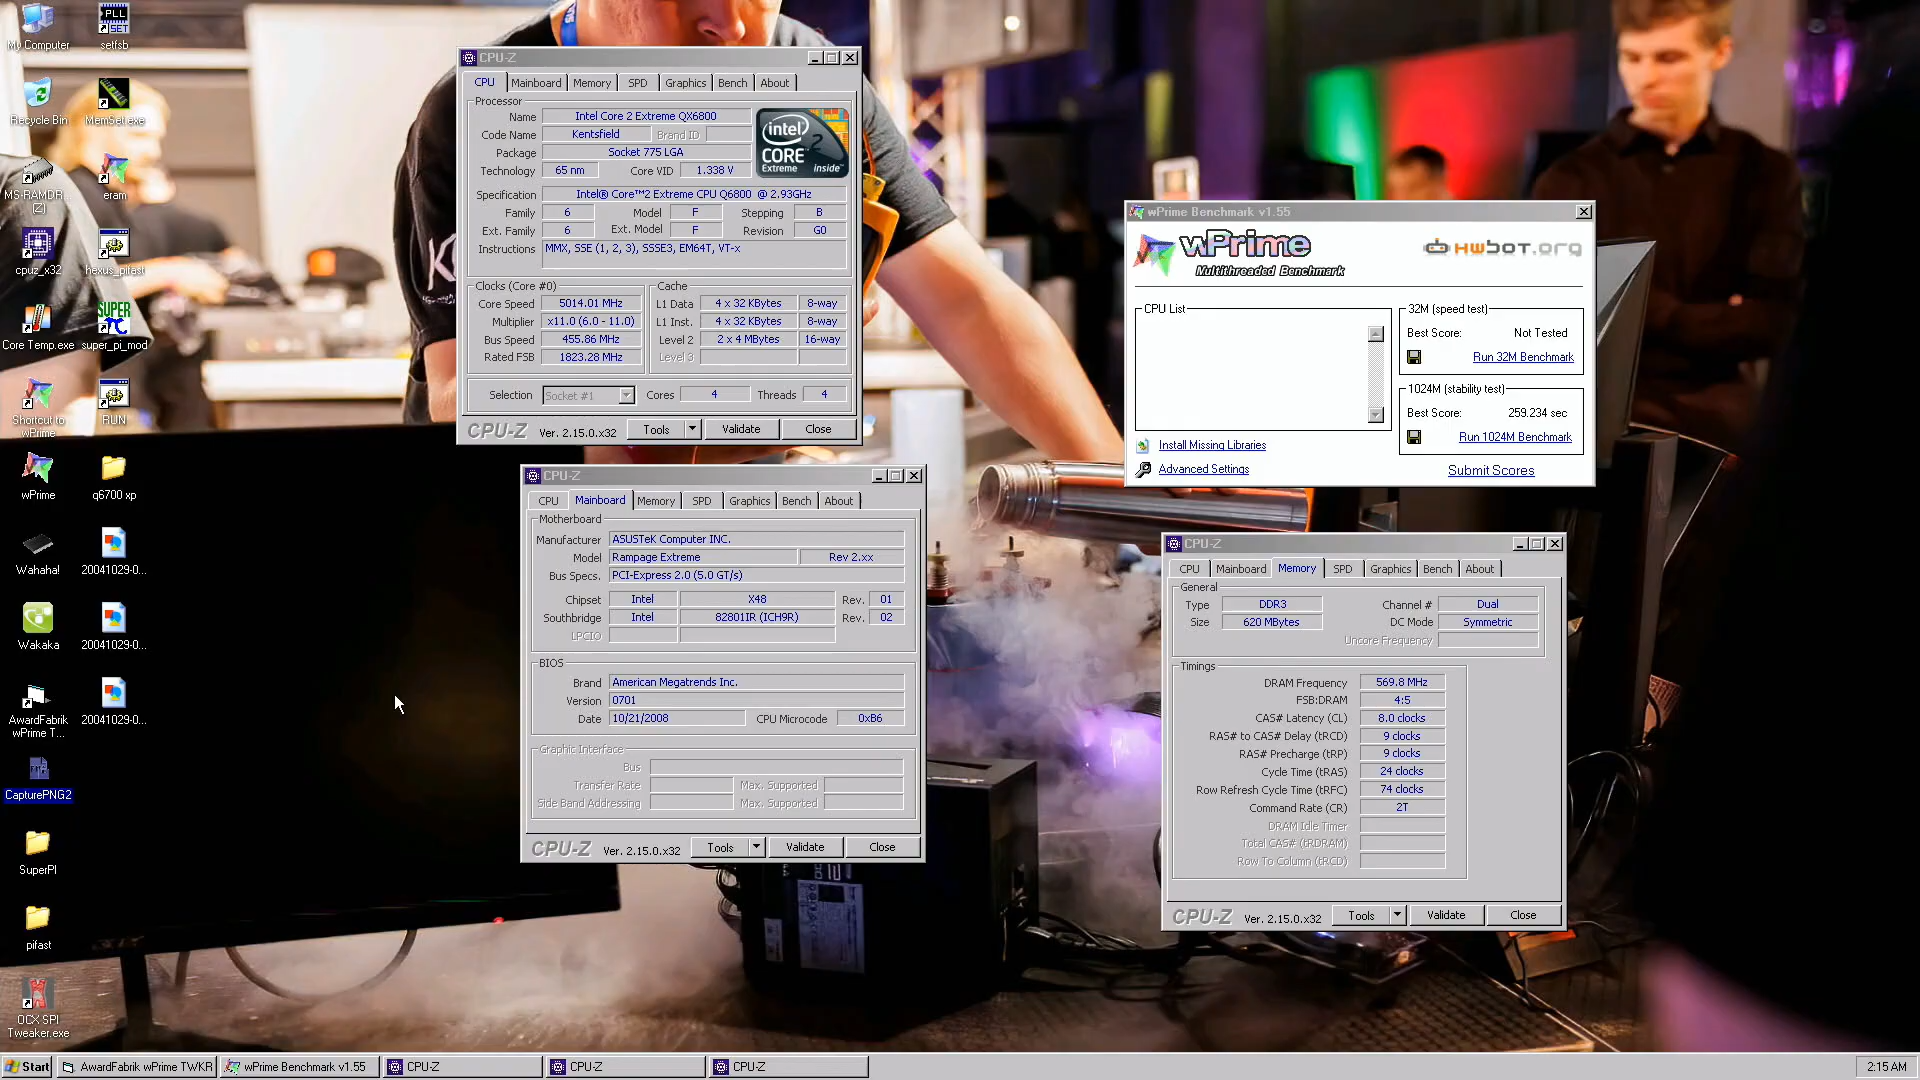 My Computer
setfsb
Recycle Bin
MemSet.exe
MS-RAMDR...
(Z)
eram
cpuz_x32
hexus_pifast
Core Temp.exe
super_pi_mod
Shortcut to
wPrime
RUN
wPrime
q6700 xp
Wahaha!
20041029-0...
Wakaka
20041029-0...
AwardFabrik
wPrime T...
20041029-0...
CapturePNG2
SuperPI
pifast
OCX SPI
Tweaker.exe
CPU-Z
CPU Mainboard Memory SPD Graphics Bench About
Processor
Name Intel Core 2 Extreme QX6800
Code Name Kentsfield Brand ID
Package Socket 775 LGA
Technology 65 nm Core VID 1.338 V
intel CORE 2 Extreme inside™
Specification Intel® Core™2 Extreme CPU Q6800 @ 2.93GHz
Family 6 Model F Stepping B
Ext. Family 6 Ext. Model F Revision G0
Instructions MMX, SSE (1, 2, 3), SSSE3, EM64T, VT-x
Clocks (Core #0)
Core Speed 5014.01 MHz
Multiplier x11.0 (6.0 - 11.0)
Bus Speed 455.86 MHz
Rated FSB 1823.28 MHz
Cache
L1 Data 4 x 32 KBytes 8-way
L1 Inst. 4 x 32 KBytes 8-way
Level 2 2 x 4 MBytes 16-way
Level 3
Selection Socket #1 Cores 4 Threads 4
CPU-Z Ver. 2.15.0.x32 Tools Validate Close
CPU-Z
CPU Mainboard Memory SPD Graphics Bench About
Motherboard
Manufacturer ASUSTeK Computer INC.
Model Rampage Extreme Rev 2.xx
Bus Specs. PCI-Express 2.0 (5.0 GT/s)
Chipset Intel X48 Rev. 01
Southbridge Intel 82801IR (ICH9R) Rev. 02
LPCIO
BIOS
Brand American Megatrends Inc.
Version 0701
Date 10/21/2008 CPU Microcode 0xB6
Graphic Interface
Bus
Transfer Rate Max. Supported
Side Band Addressing Max. Supported
CPU-Z Ver. 2.15.0.x32 Tools Validate Close
wPrime Benchmark v1.55
wPrime
Multithreaded Benchmark
HWBOT.ORG
CPU List
32M (speed test)
Best Score: Not Tested
Run 32M Benchmark
1024M (stability test)
Best Score: 259.234 sec
Run 1024M Benchmark
Install Missing Libraries
Advanced Settings
Submit Scores
CPU-Z
CPU Mainboard Memory SPD Graphics Bench About
General
Type DDR3 Channel # Dual
Size 620 MBytes DC Mode Symmetric
Uncore Frequency
Timings
DRAM Frequency 569.8 MHz
FSB:DRAM 4:5
CAS# Latency (CL) 8.0 clocks
RAS# to CAS# Delay (tRCD) 9 clocks
RAS# Precharge (tRP) 9 clocks
Cycle Time (tRAS) 24 clocks
Row Refresh Cycle Time (tRFC) 74 clocks
Command Rate (CR) 2T
DRAM Idle Timer
Total CAS# (tRDRAM)
Row To Column (tRCD)
CPU-Z Ver. 2.15.0.x32 Tools Validate Close
Start AwardFabrik wPrime TWKR wPrime Benchmark v1.55 CPU-Z CPU-Z CPU-Z 2:15 AM